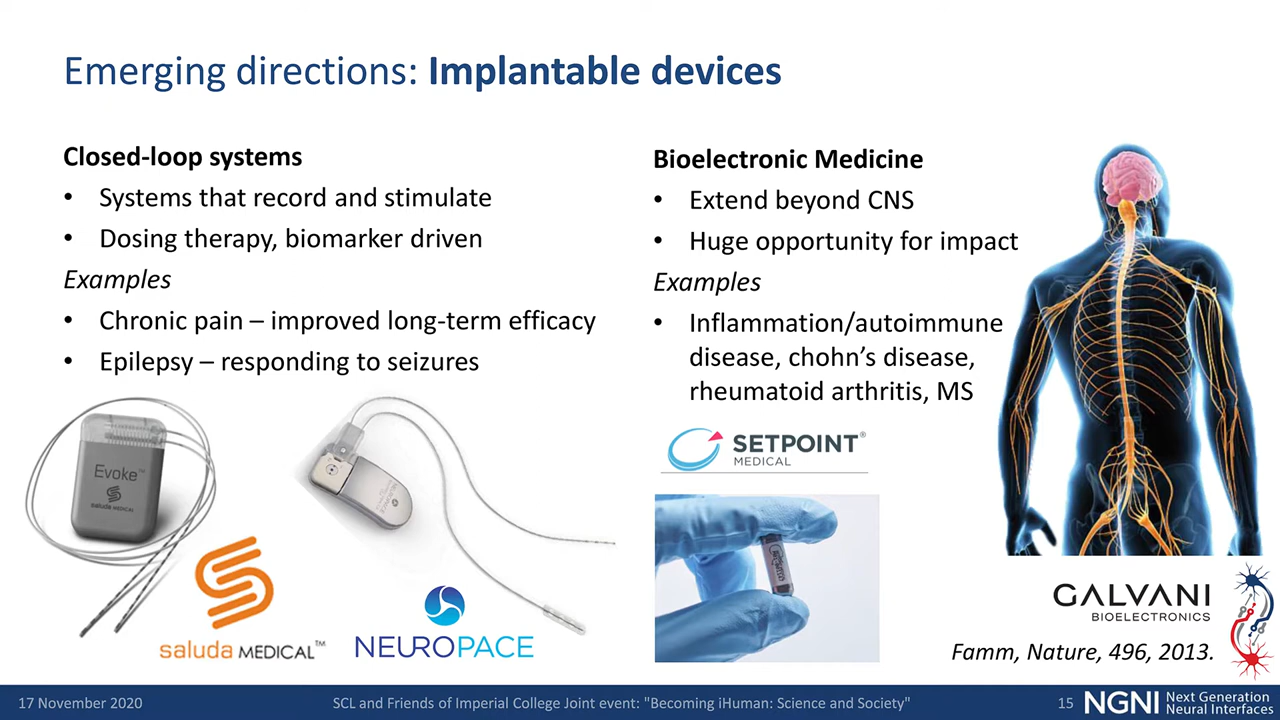 Emerging directions: Implantable devices
Closed-loop systems
• Systems that record and stimulate
• Dosing therapy, biomarker driven
Examples
• Chronic pain – improved long-term efficacy
• Epilepsy – responding to seizures
Evoke™
saluda MEDICAL
saluda MEDICAL™
NEUROPACE
Bioelectronic Medicine
• Extend beyond CNS
• Huge opportunity for impact
Examples
• Inflammation/autoimmune
disease, chohn’s disease,
rheumatoid arthritis, MS
SETPOINT®
MEDICAL
GALVANI
BIOELECTRONICS
Famm, Nature, 496, 2013.
17 November 2020
SCL and Friends of Imperial College Joint event: "Becoming iHuman: Science and Society"
15
NGNI Next Generation
Neural Interfaces